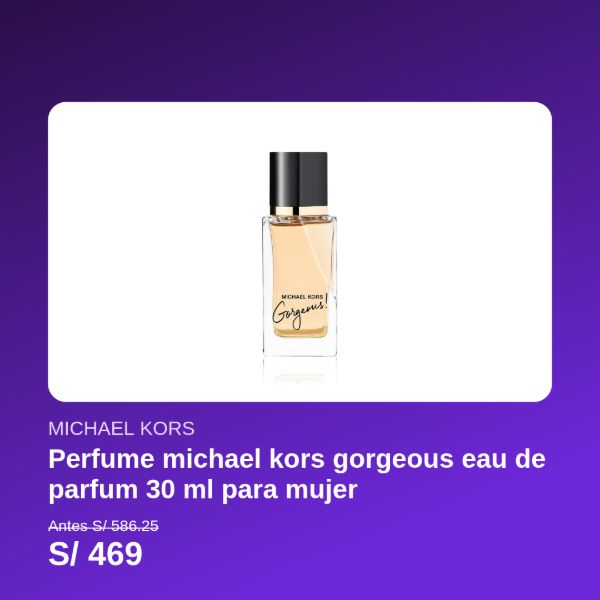 MICHAEL KORS
Gorgeous!
MICHAEL KORS
Perfume michael kors gorgeous eau de
parfum 30 ml para mujer
Antes S/ 586.25
S/ 469